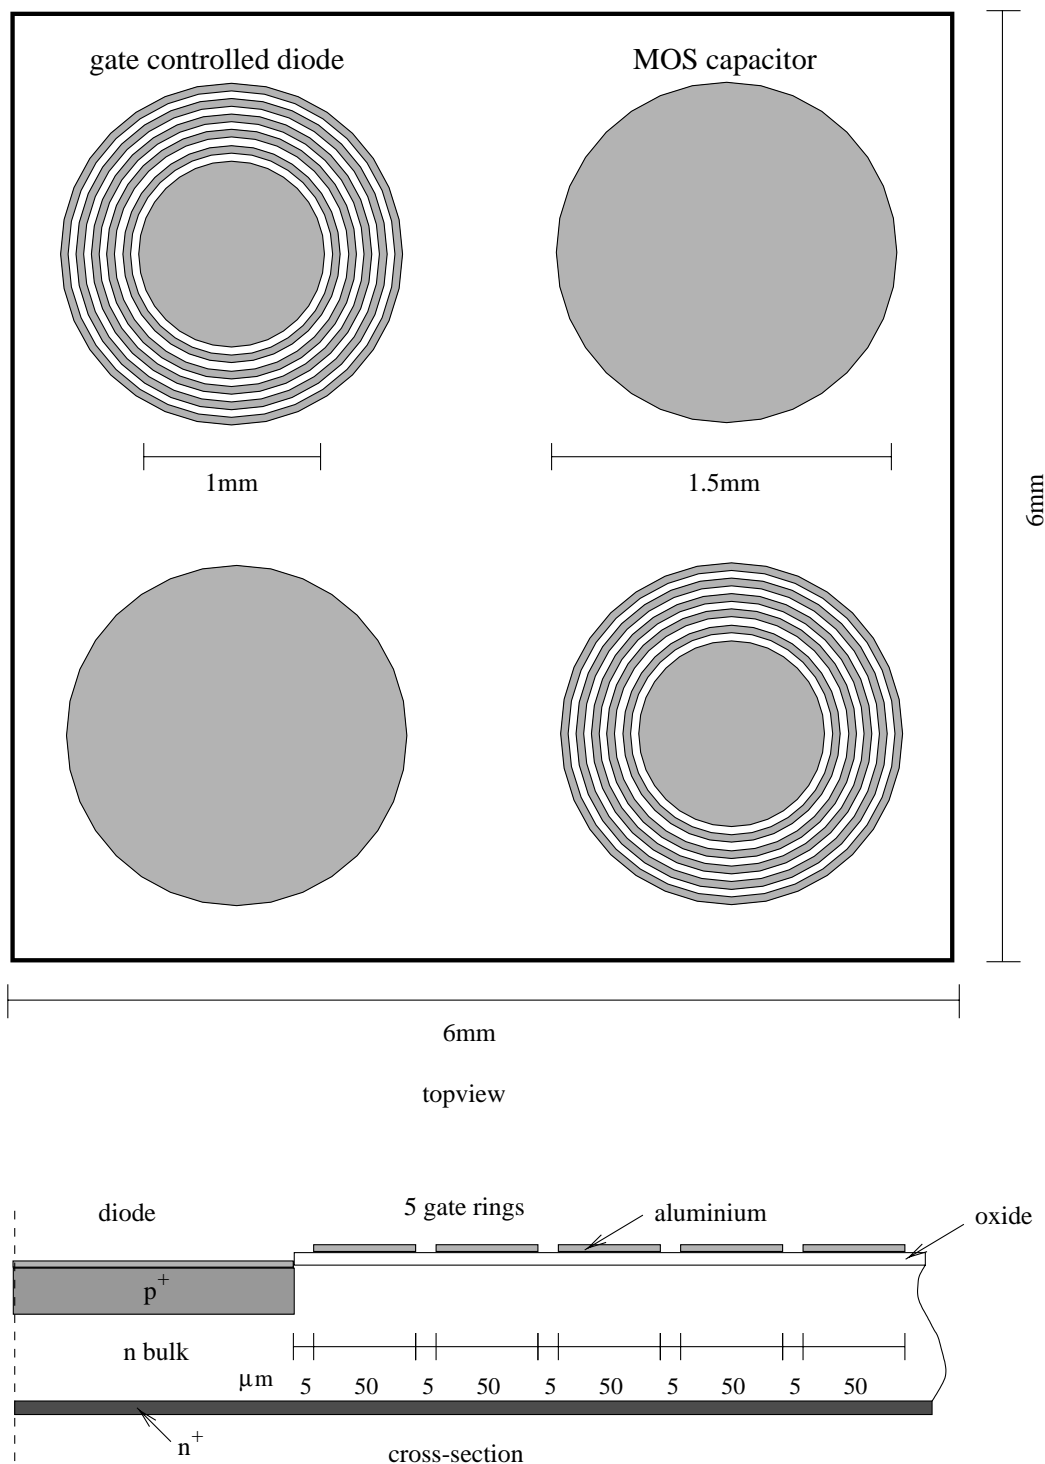 gate controlled diode
MOS capacitor
1mm
1.5mm
6mm
6mm
topview
diode
5 gate rings
aluminium
oxide
p+
n bulk
μm 5 50 5 50 5 50 5 50 5 50
n+
cross-section